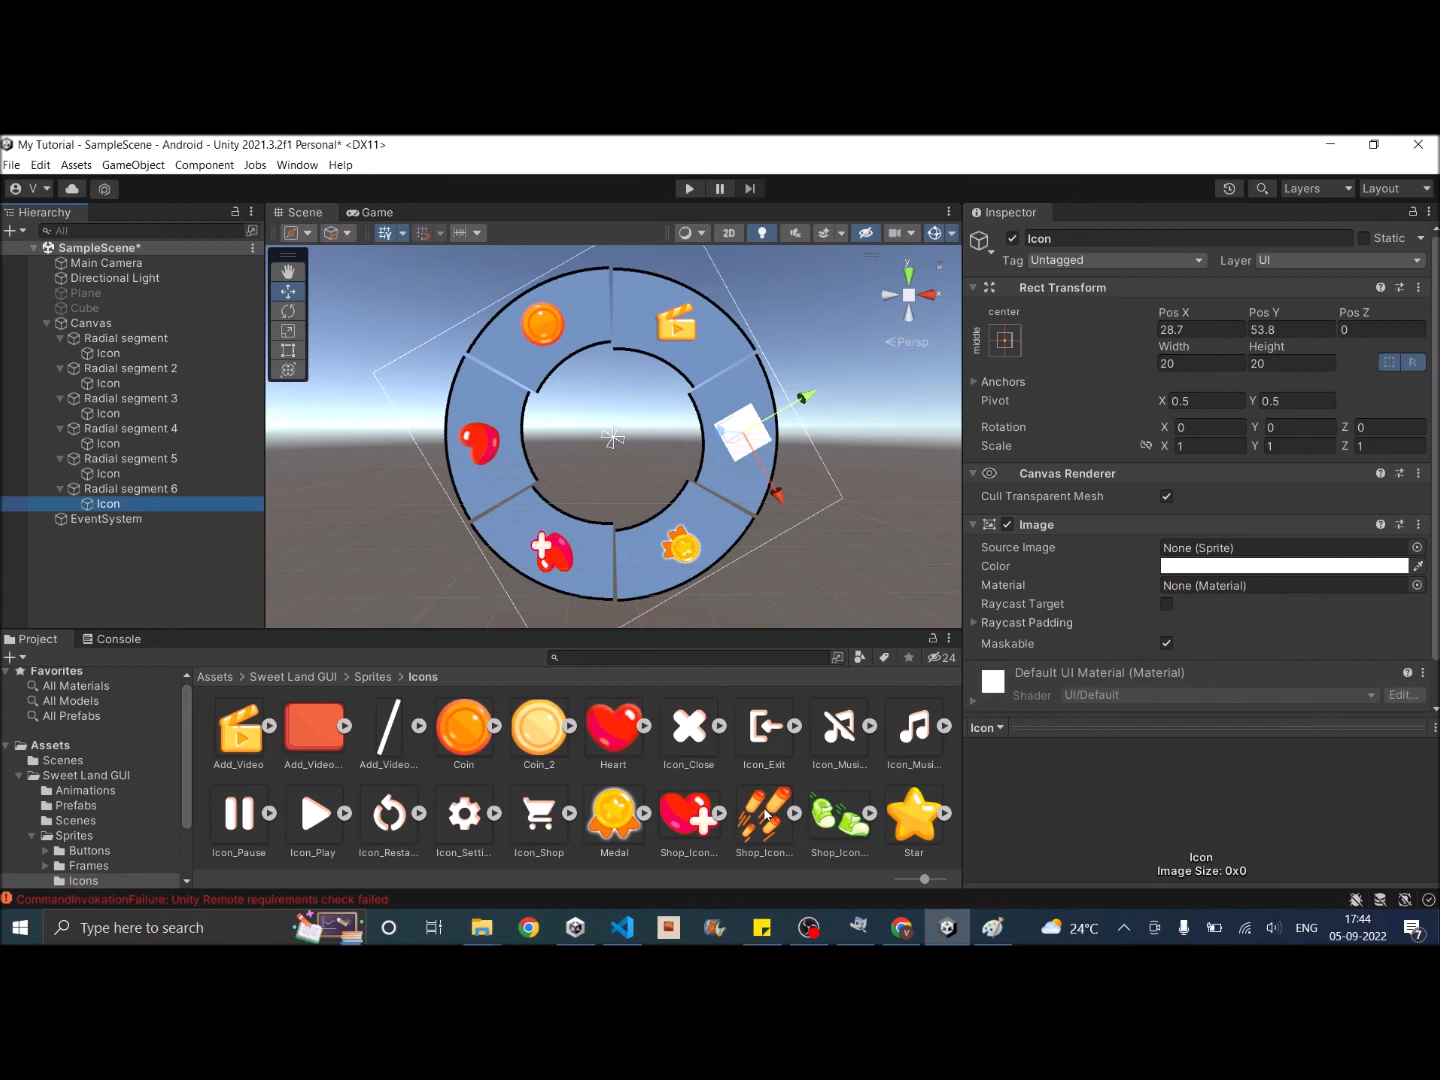 My Tutorial - SampleScene - Android - Unity 2021.3.2f1 Personal* <DX11>
File Edit Assets GameObject Component Jobs Window Help
V
Layers Layout
Hierarchy
All
SampleScene*
Main Camera
Directional Light
Plane
Cube
Canvas
Radial segment
Icon
Radial segment 2
Icon
Radial segment 3
Icon
Radial segment 4
Icon
Radial segment 5
Icon
Radial segment 6
Icon
EventSystem
Scene Game
2D
y
x
<Persp
Inspector
Icon Static
Tag Untagged Layer UI
Rect Transform
center
middle
Pos X Pos Y Pos Z
28.7 53.8 0
Width Height
20 20
R
Anchors
Pivot X 0.5 Y 0.5
Rotation X 0 Y 0 Z 0
Scale X 1 Y 1 Z 1
Canvas Renderer
Cull Transparent Mesh
Image
Source Image None (Sprite)
Color
Material None (Material)
Raycast Target
Raycast Padding
Maskable
Default UI Material (Material)
Shader UI/Default Edit...
Icon
Icon
Image Size: 0x0
Project Console
24
Favorites
All Materials
All Models
All Prefabs
Assets
Scenes
Sweet Land GUI
Animations
Prefabs
Scenes
Sprites
Buttons
Frames
Icons
Assets > Sweet Land GUI > Sprites > Icons
Add_Video Add_Video... Add_Video... Coin Coin_2 Heart Icon_Close Icon_Exit Icon_Musi... Icon_Musi...
Icon_Pause Icon_Play Icon_Resta... Icon_Setti... Icon_Shop Medal Shop_Icon... Shop_Icon... Shop_Icon... Star
CommandInvokationFailure: Unity Remote requirements check failed
Type here to search
24°C
ENG
17:44
05-09-2022
7